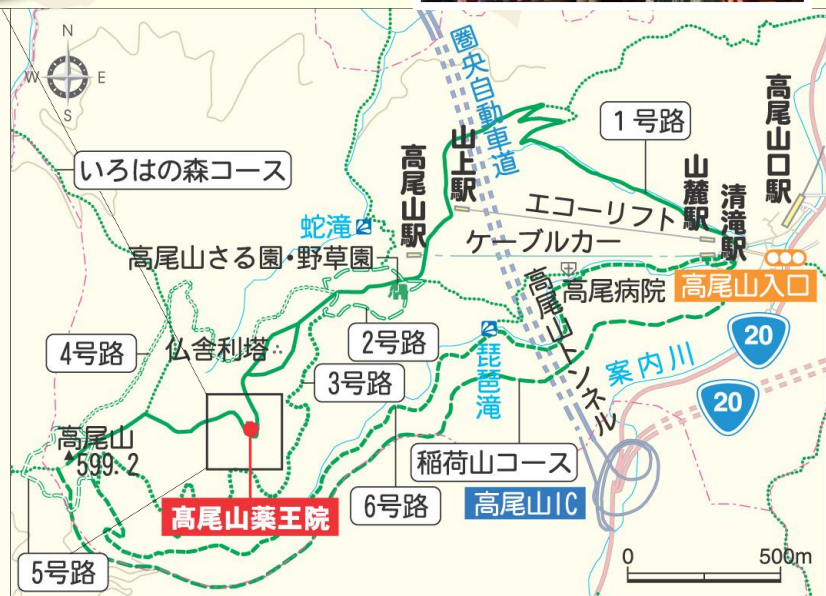 N
W
E
S
圏央自動車道
1号路
高尾山口駅
いろはの森コース
高尾山駅
山上駅
山麓駅
清滝駅
エコーリフト
蛇滝
ケーブルカー
高尾山さる園・野草園
高尾病院
高尾山入口
高尾山トンネル
2号路
琵琶滝
20
4号路
仏舎利塔
3号路
案内川
20
高尾山
599.2
稲荷山コース
髙尾山薬王院
6号路
高尾山IC
5号路
0
500m